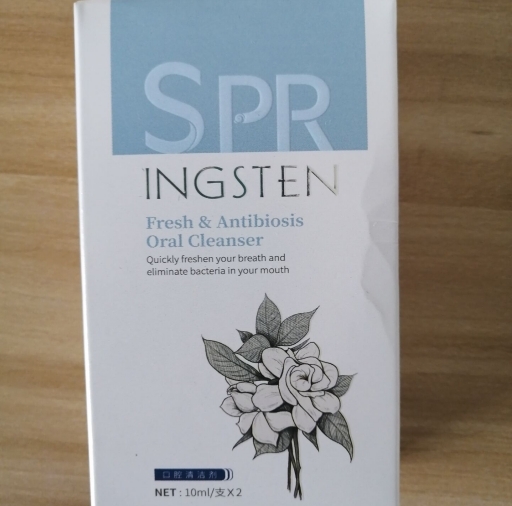 SPR
INGSTEN
Fresh & Antibiosis
Oral Cleanser
Quickly freshen your breath and
eliminate bacteria in your mouth
口腔清洁剂
NET : 10ml/支X2